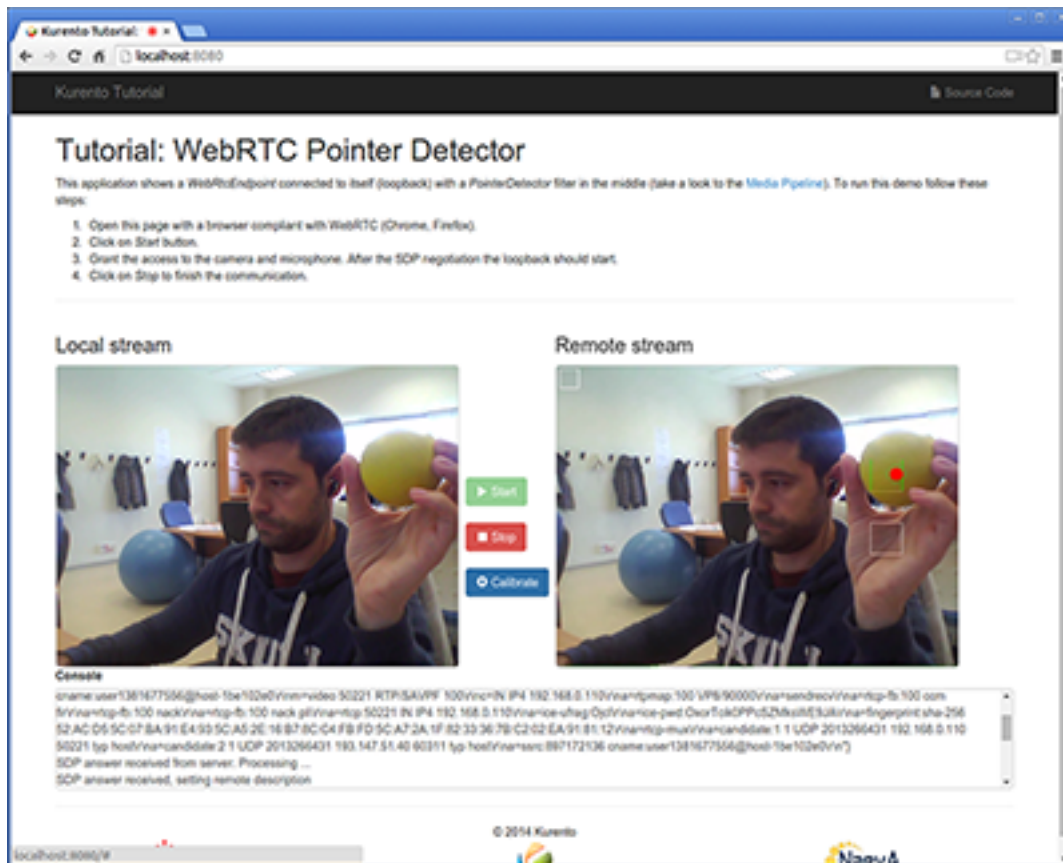 Kurento Tutorial:
localhost:8080
Kurento Tutorial
Source Code
Tutorial: WebRTC Pointer Detector
This application shows a WebRtcEndpoint connected to itself (loopback) with a PointerDetector filter in the middle (take a look to the Media Pipeline). To run this demo follow these
steps:
1. Open this page with a browser compliant with WebRTC (Chrome, Firefox).
2. Click on Start button.
3. Grant the access to the camera and microphone. After the SDP negotiation the loopback should start.
4. Click on Stop to finish the communication.
Local stream
Remote stream
Start
Stop
Calibrate
Console
SDP answer received from server. Processing ...
SDP answer received, setting remote description
© 2014 Kurento
localhost:8080/#